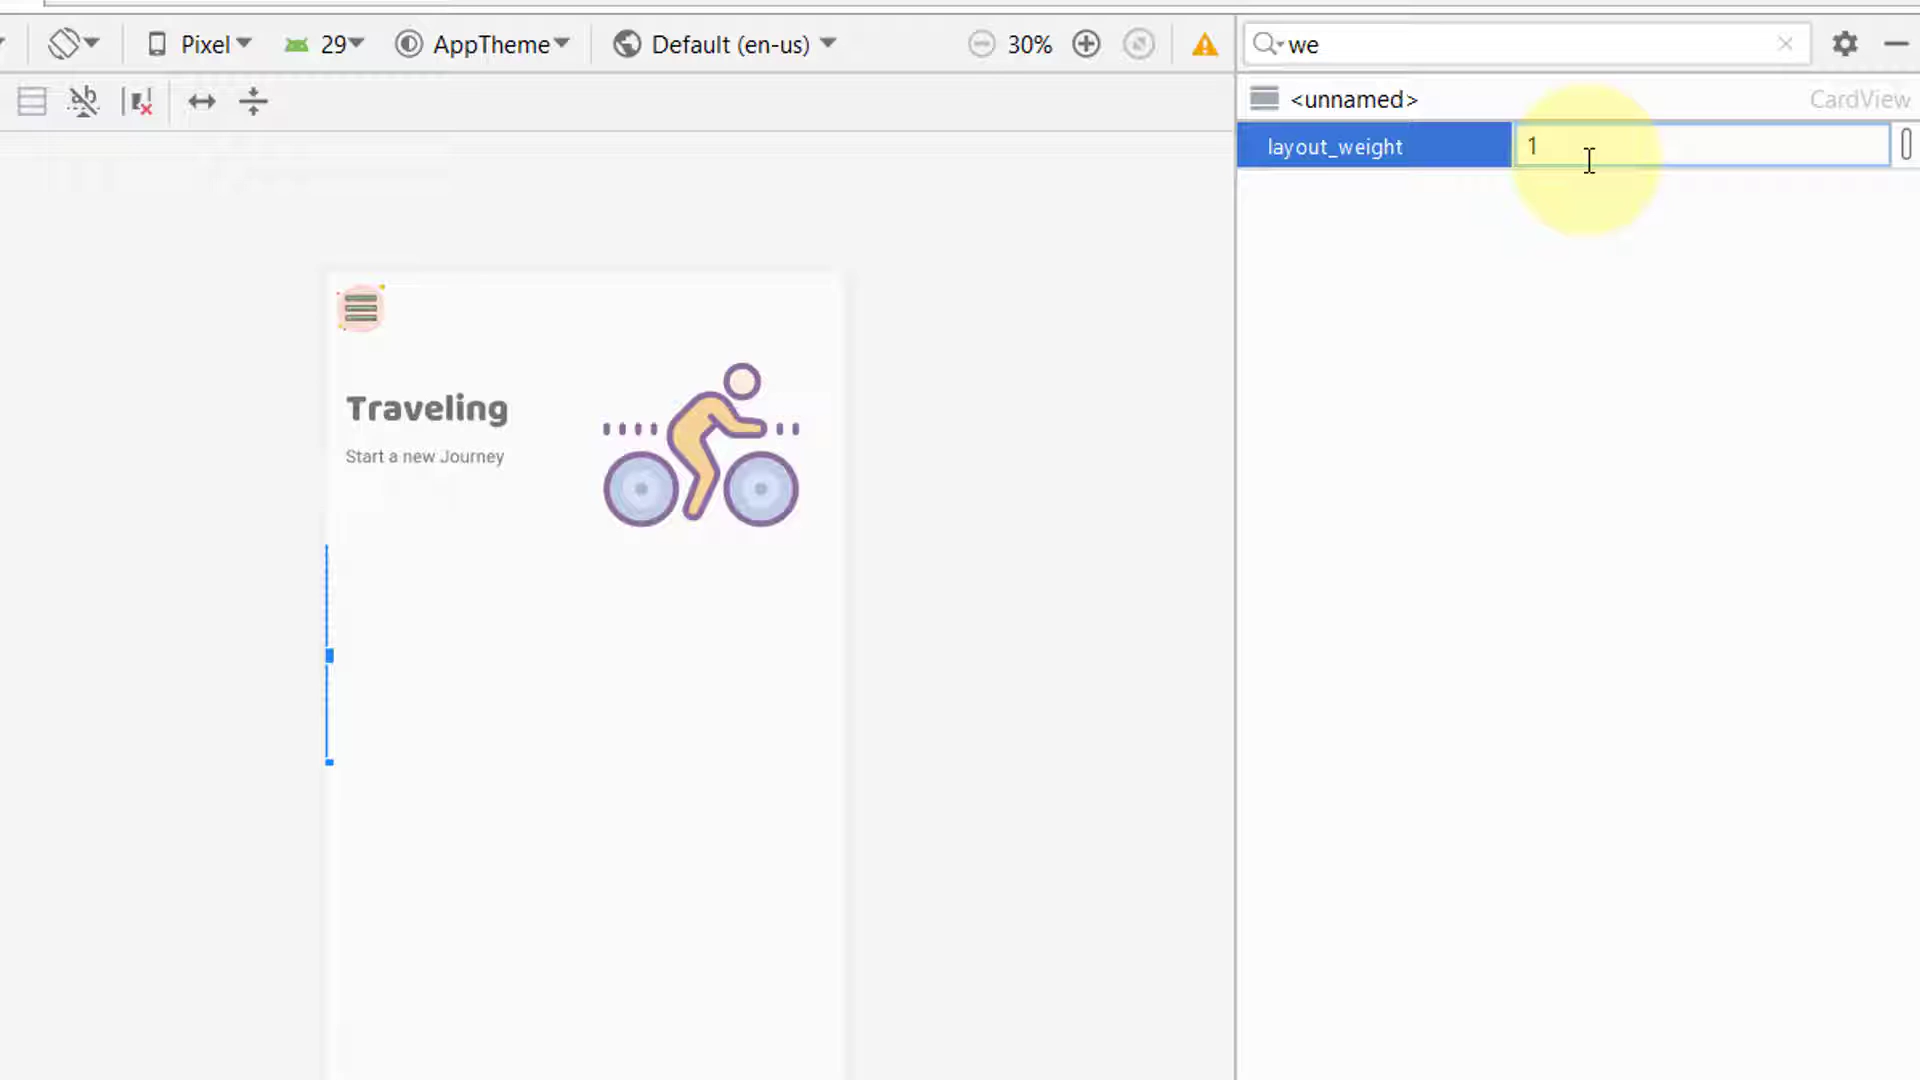 Pixel 29 AppTheme Default (en-us) 30% we
<unnamed> CardView
layout_weight 1
Traveling
Start a new Journey